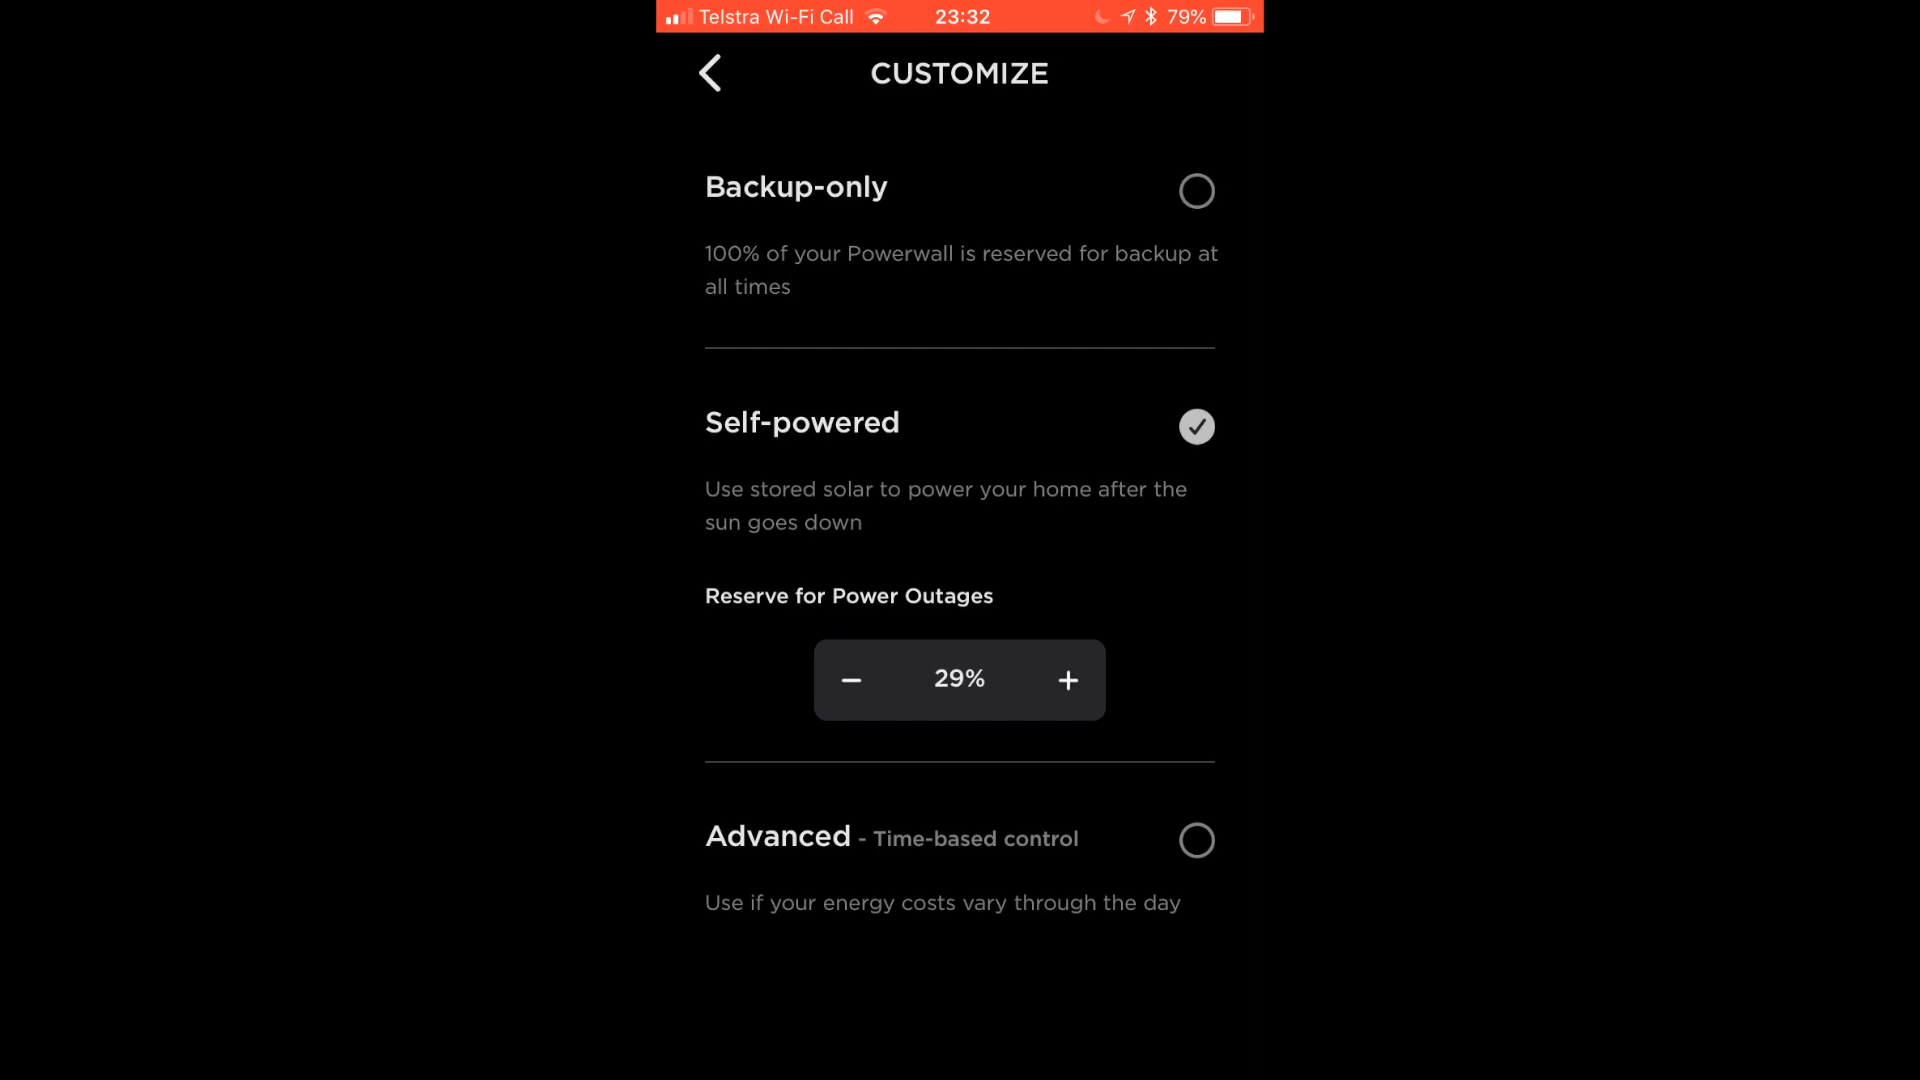 Telstra Wi-Fi Call 23:32 79%
CUSTOMIZE
Backup-only
100% of your Powerwall is reserved for backup at
all times
Self-powered
Use stored solar to power your home after the
sun goes down
Reserve for Power Outages
− 29% +
Advanced - Time-based control
Use if your energy costs vary through the day